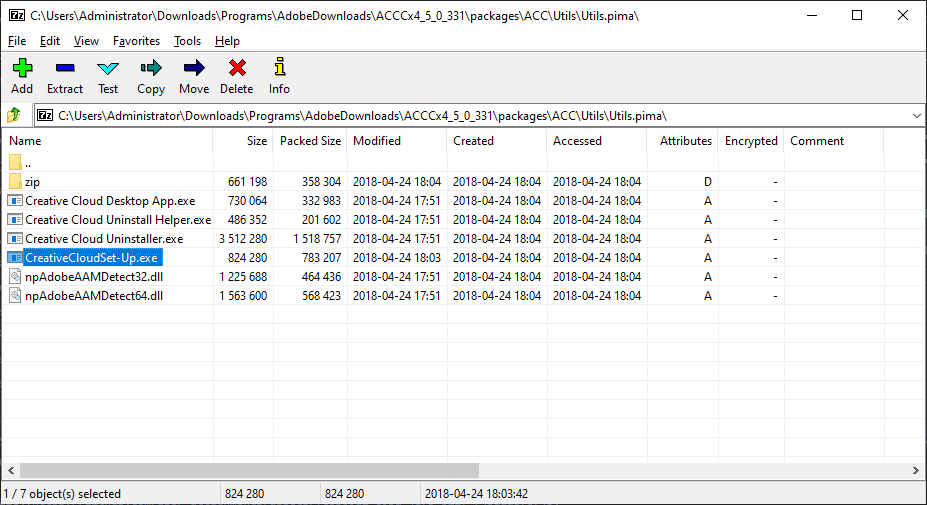 C:\Users\Administrator\Downloads\Programs\AdobeDownloads\ACCCx4_5_0_331\packages\ACC\Utils\Utils.pima\
File Edit View Favorites Tools Help
Add Extract Test Copy Move Delete Info
C:\Users\Administrator\Downloads\Programs\AdobeDownloads\ACCCx4_5_0_331\packages\ACC\Utils\Utils.pima\
Name Size Packed Size Modified Created Accessed Attributes Encrypted Comment
..
zip 661 198 358 304 2018-04-24 18:04 2018-04-24 18:04 2018-04-24 18:04 D -
Creative Cloud Desktop App.exe 730 064 332 983 2018-04-24 17:51 2018-04-24 18:04 2018-04-24 18:04 A -
Creative Cloud Uninstall Helper.exe 486 352 201 602 2018-04-24 17:51 2018-04-24 18:04 2018-04-24 18:04 A -
Creative Cloud Uninstaller.exe 3 512 280 1 518 757 2018-04-24 17:51 2018-04-24 18:04 2018-04-24 18:04 A -
CreativeCloudSet-Up.exe 824 280 783 207 2018-04-24 18:03 2018-04-24 18:04 2018-04-24 18:04 A -
npAdobeAAMDetect32.dll 1 225 688 464 436 2018-04-24 17:51 2018-04-24 18:04 2018-04-24 18:04 A -
npAdobeAAMDetect64.dll 1 563 600 568 423 2018-04-24 17:51 2018-04-24 18:04 2018-04-24 18:04 A -
1 / 7 object(s) selected 824 280 824 280 2018-04-24 18:03:42